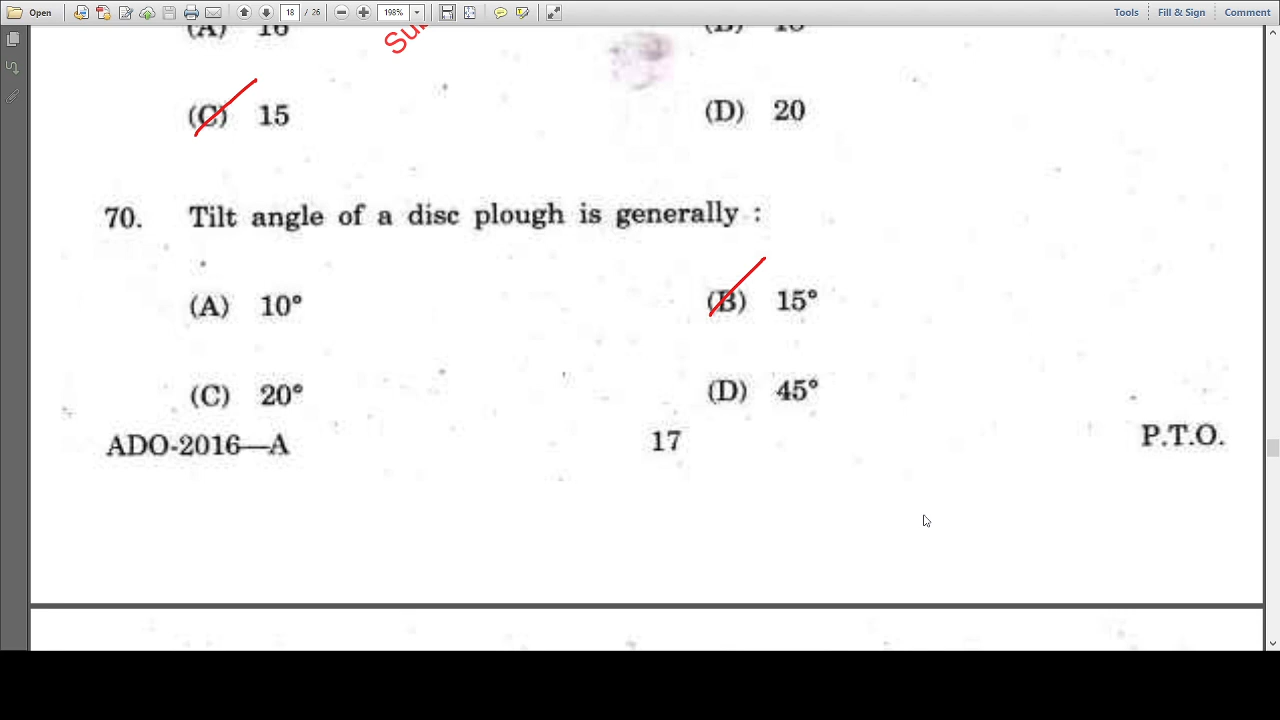 Open 18 / 26 198% Tools Fill & Sign Comment
(A) 16
(C) 15 (D) 20
70. Tilt angle of a disc plough is generally :
(A) 10° (B) 15°
(C) 20° (D) 45°
ADO-2016—A 17 P.T.O.